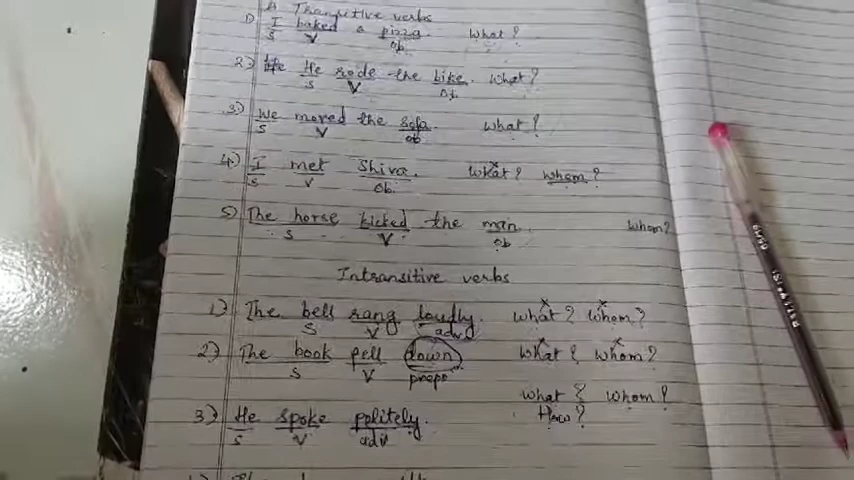 A Transitive verbs
1) I baked a pizza. What?
S V ob
2) He He rode the bike. What?
S V ob
3) We moved the sofa. What?
S V ob
4) I met Shiva. What? Whom?
S V ob.
5) The horse kicked the man. Whom?
S V ob
Intransitive verbs
1) The bell rang loudly. What? Whom?
S V adv
2) The book pell down What? Whom?
S V prep
What? Whom?
3) He spoke politely. How?
S V adv